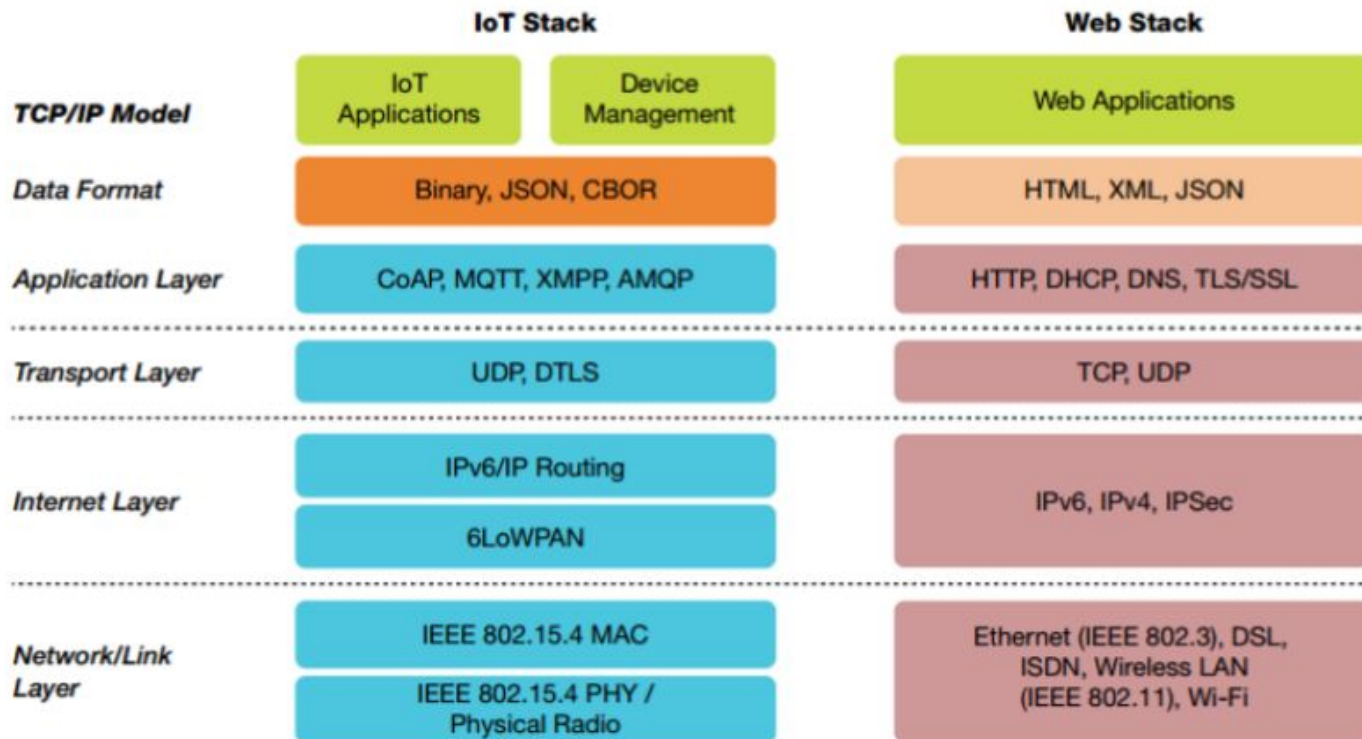 IoT Stack
Web Stack
TCP/IP Model
IoT
Applications
Device
Management
Web Applications
Data Format
Binary, JSON, CBOR
HTML, XML, JSON
Application Layer
CoAP, MQTT, XMPP, AMQP
HTTP, DHCP, DNS, TLS/SSL
Transport Layer
UDP, DTLS
TCP, UDP
Internet Layer
IPv6/IP Routing
6LoWPAN
IPv6, IPv4, IPSec
Network/Link
Layer
IEEE 802.15.4 MAC
IEEE 802.15.4 PHY /
Physical Radio
Ethernet (IEEE 802.3), DSL,
ISDN, Wireless LAN
(IEEE 802.11), Wi-Fi